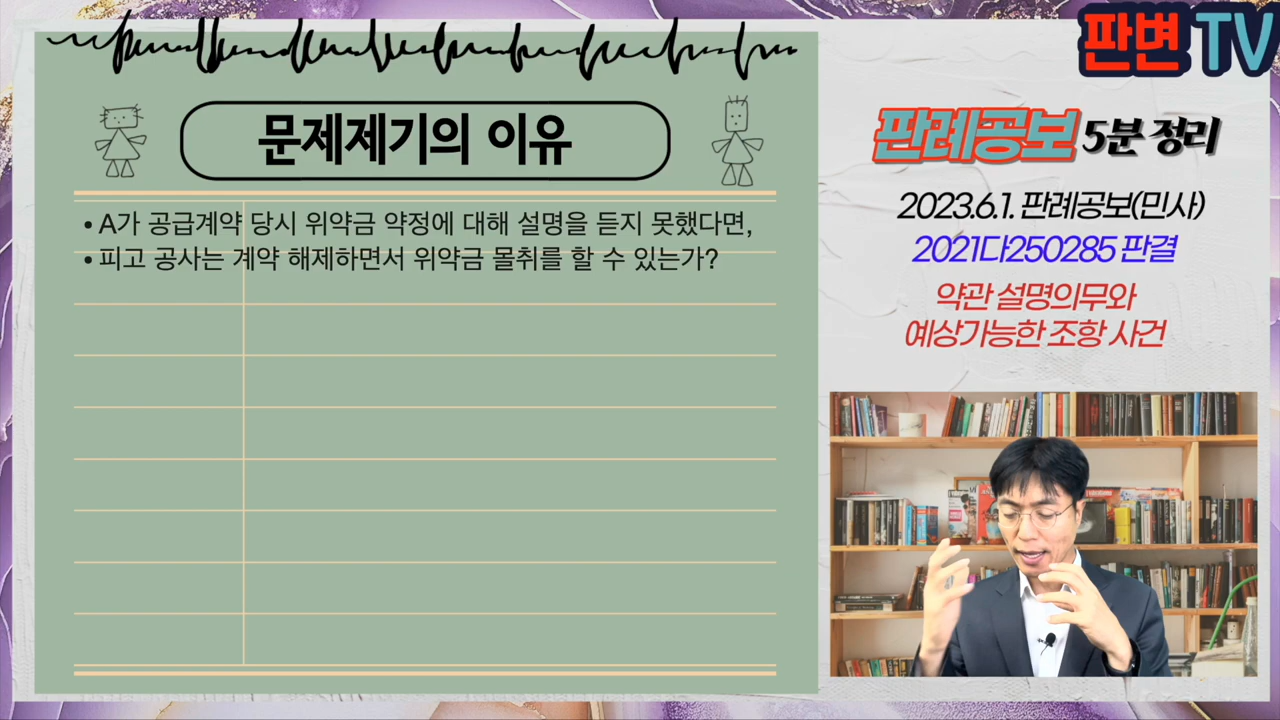 판변 TV
문제제기의 이유
• A가 공급계약 당시 위약금 약정에 대해 설명을 듣지 못했다면,
• 피고 공사는 계약 해제하면서 위약금 몰취를 할 수 있는가?
판례공보 5분 정리
2023.6.1. 판례공보(민사)
2021다250285 판결
약관 설명의무와
예상가능한 조항 사건